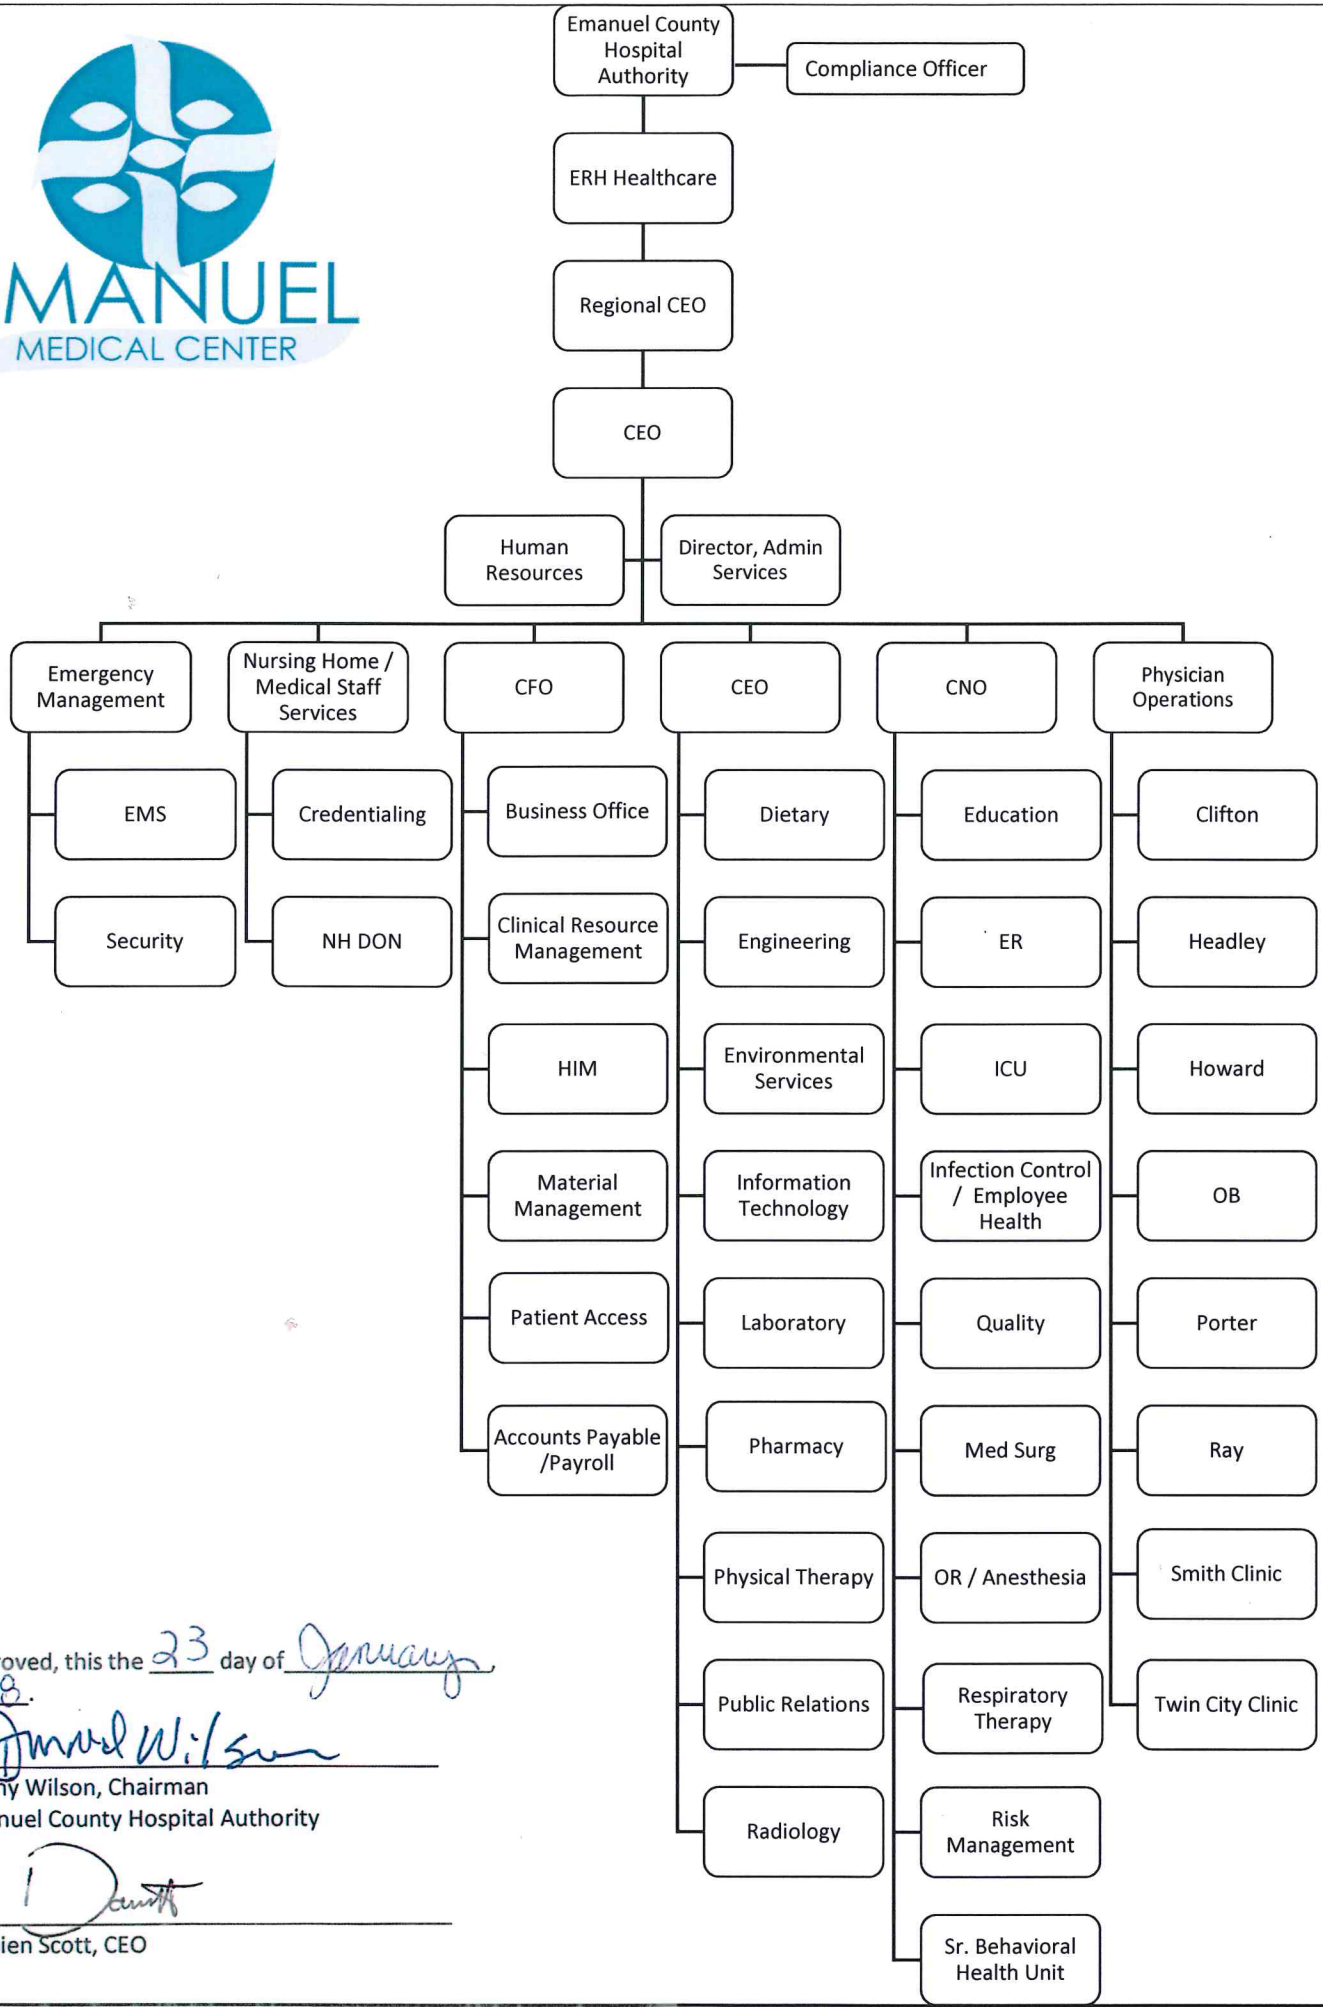 Emanuel County
Hospital
Authority
Compliance Officer
MANUEL
MEDICAL CENTER
ERH Healthcare
Regional CEO
CEO
Human
Resources
Director, Admin
Services
Emergency
Management
Nursing Home /
Medical Staff
Services
CFO
CEO
CNO
Physician
Operations
EMS
Security
Credentialing
NH DON
Business Office
Clinical Resource
Management
HIM
Material
Management
Patient Access
Accounts Payable
/Payroll
Dietary
Engineering
Environmental
Services
Information
Technology
Laboratory
Pharmacy
Physical Therapy
Public Relations
Radiology
Education
ER
ICU
Infection Control
/ Employee
Health
Quality
Med Surg
OR / Anesthesia
Respiratory
Therapy
Risk
Management
Sr. Behavioral
Health Unit
Clifton
Headley
Howard
OB
Porter
Ray
Smith Clinic
Twin City Clinic
oved, this the 23 day of January,
8.
Wilson
ny Wilson, Chairman
nuel County Hospital Authority
ien Scott, CEO